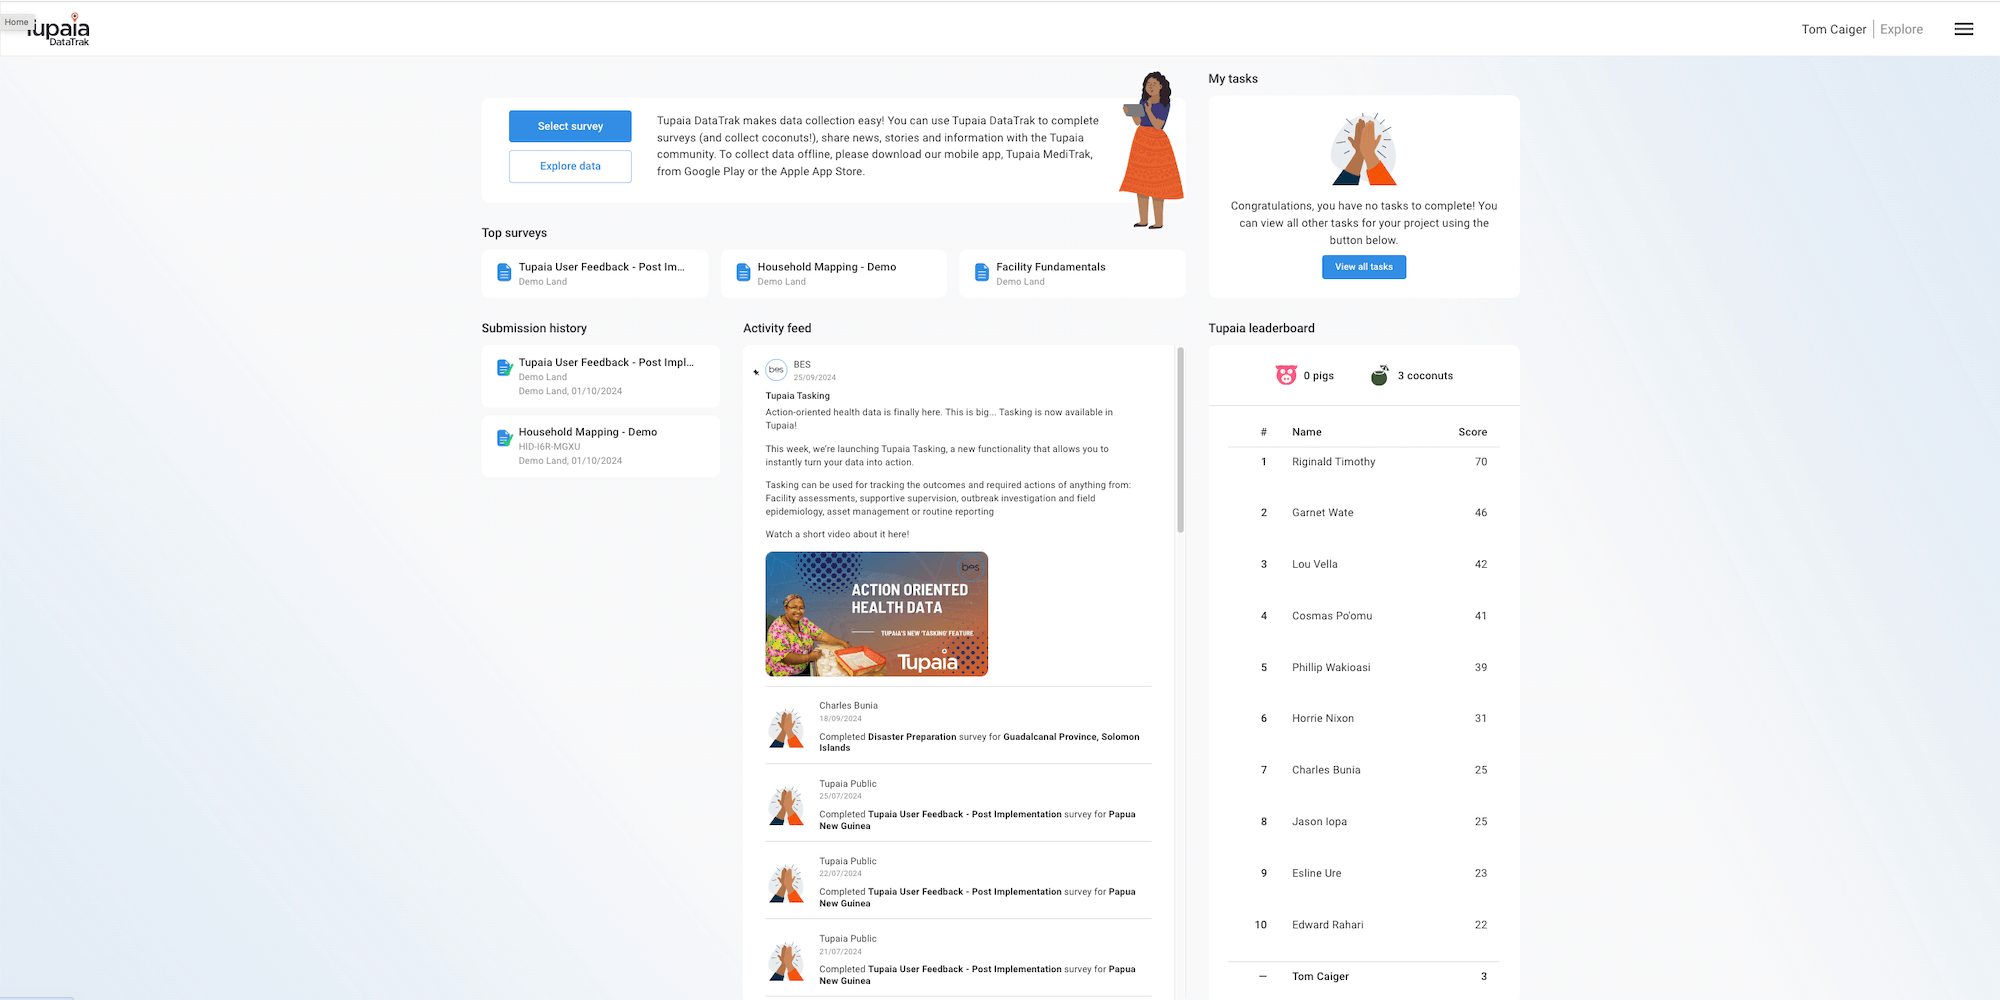 Home
Tupaia
DataTrak
Tom Caiger
Explore
Select survey
Explore data
Tupaia DataTrak makes data collection easy! You can use Tupaia DataTrak to complete
surveys (and collect coconuts!), share news, stories and information with the Tupaia
community. To collect data offline, please download our mobile app, Tupaia MediTrak,
from Google Play or the Apple App Store.
My tasks
Congratulations, you have no tasks to complete! You
can view all other tasks for your project using the
button below.
View all tasks
Top surveys
Tupaia User Feedback - Post Im...
Demo Land
Household Mapping - Demo
Demo Land
Facility Fundamentals
Demo Land
Submission history
Tupaia User Feedback - Post Impl...
Demo Land
Demo Land, 01/10/2024
Household Mapping - Demo
HID-I6R-MGXU
Demo Land, 01/10/2024
Activity feed
bes
BES
25/09/2024
Tupaia Tasking
Action-oriented health data is finally here. This is big... Tasking is now available in
Tupaia!
This week, we're launching Tupaia Tasking, a new functionality that allows you to
instantly turn your data into action.
Tasking can be used for tracking the outcomes and required actions of anything from:
Facility assessments, supportive supervision, outbreak investigation and field
epidemiology, asset management or routine reporting
Watch a short video about it here!
bes
ACTION ORIENTED
HEALTH DATA
TUPAIA'S NEW 'TASKING' FEATURE
Tupaia
Charles Bunia
18/09/2024
Completed Disaster Preparation survey for Guadalcanal Province, Solomon
Islands
Tupaia Public
25/07/2024
Completed Tupaia User Feedback - Post Implementation survey for Papua
New Guinea
Tupaia Public
22/07/2024
Completed Tupaia User Feedback - Post Implementation survey for Papua
New Guinea
Tupaia Public
21/07/2024
Completed Tupaia User Feedback - Post Implementation survey for Papua
New Guinea
Tupaia leaderboard
0 pigs
3 coconuts
# Name Score
1 Riginald Timothy 70
2 Garnet Wate 46
3 Lou Vella 42
4 Cosmas Po'omu 41
5 Phillip Wakioasi 39
6 Horrie Nixon 31
7 Charles Bunia 25
8 Jason Iopa 25
9 Esline Ure 23
10 Edward Rahari 22
– Tom Caiger 3